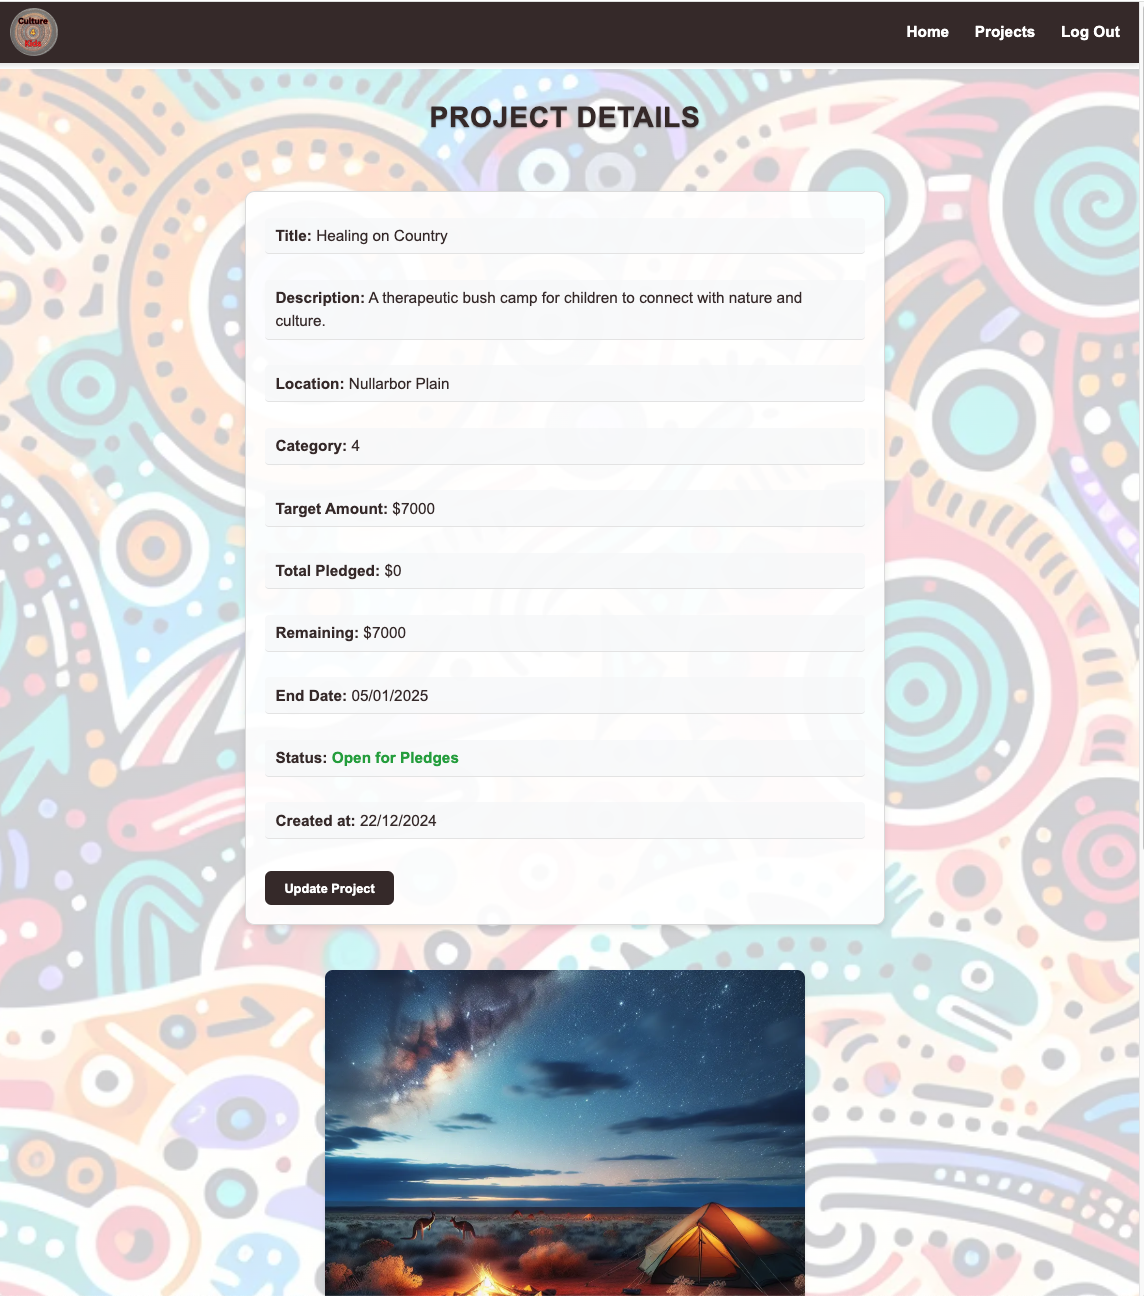 Culture
4
Kids
Home
Projects
Log Out
PROJECT DETAILS
Title: Healing on Country
Description: A therapeutic bush camp for children to connect with nature and
culture.
Location: Nullarbor Plain
Category: 4
Target Amount: $7000
Total Pledged: $0
Remaining: $7000
End Date: 05/01/2025
Status: Open for Pledges
Created at: 22/12/2024
Update Project